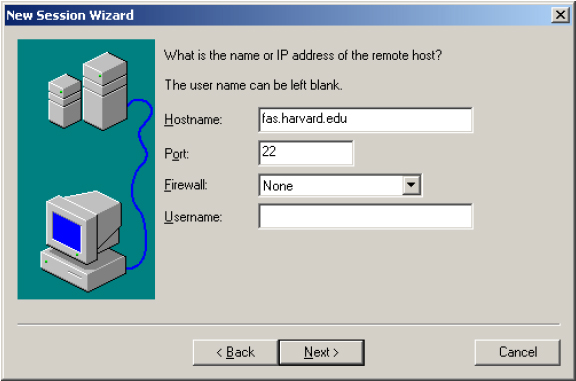 New Session Wizard
What is the name or IP address of the remote host?
The user name can be left blank.
Hostname: fas.harvard.edu
Port: 22
Firewall: None
Username:
< Back Next > Cancel